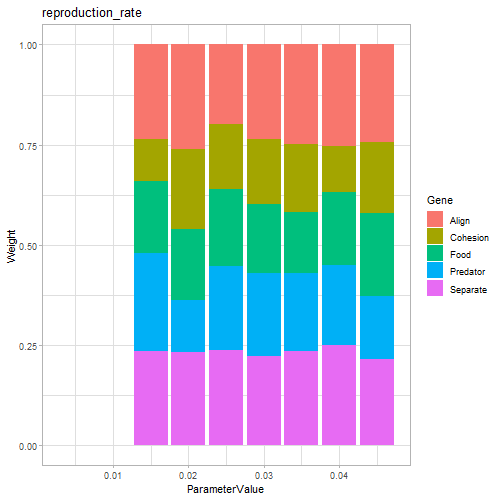 reproduction_rate
1.00
0.75
0.50
0.25
0.00
Weight
0.01 0.02 0.03 0.04
ParameterValue
Gene
Align
Cohesion
Food
Predator
Separate